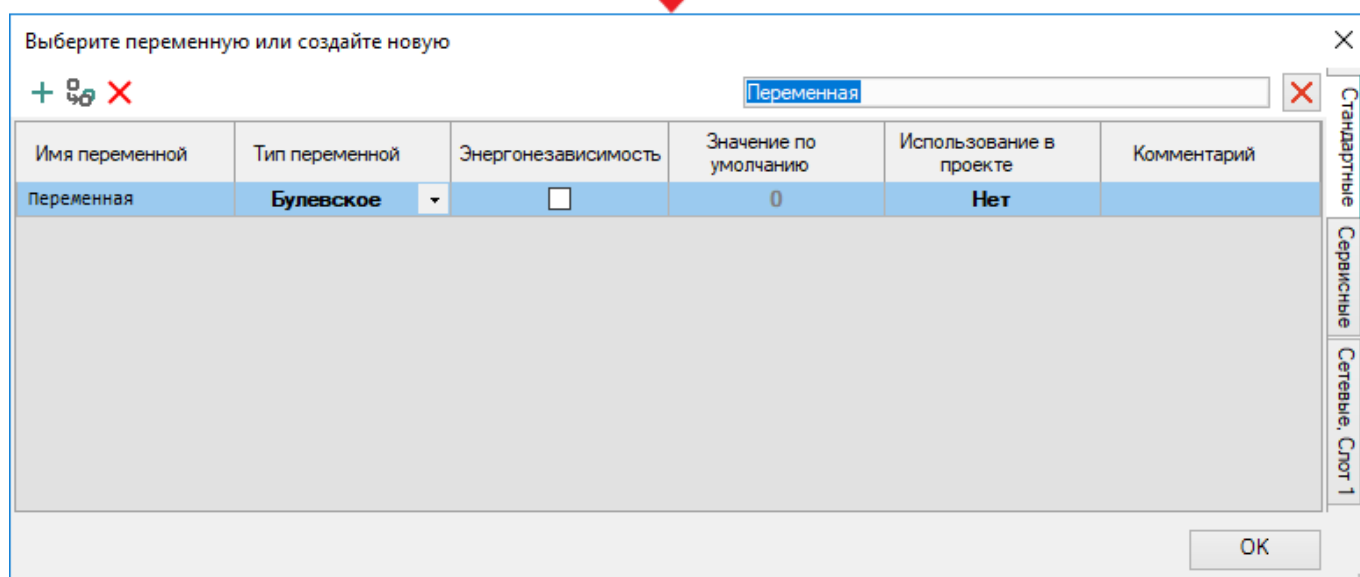 Выберите переменную или создайте новую
Переменная
Имя переменной
Тип переменной
Энергонезависимость
Значение по
умолчанию
Использование в
проекте
Комментарий
Переменная
Булевское
0
Нет
Стандартные
Сервисные
Сетевые, Слот 1
OK